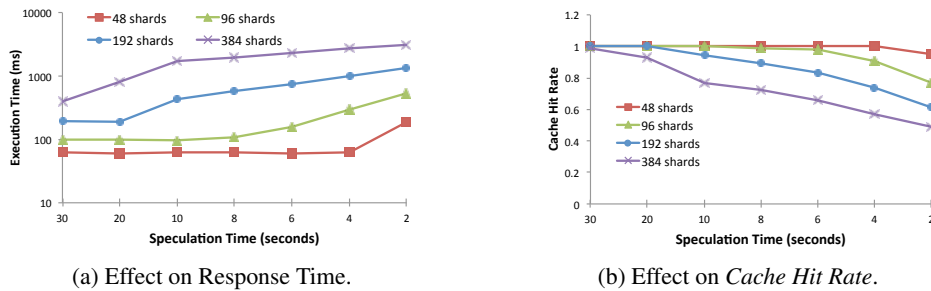 10000
1000
100
10
Execution Time (ms)
48 shards
96 shards
192 shards
384 shards
30 20 10 8 6 4 2
Speculation Time (seconds)
(a) Effect on Response Time.
1.2
1
0.8
0.6
0.4
0.2
0
Cache Hit Rate
48 shards
96 shards
192 shards
384 shards
30 20 10 8 6 4 2
Speculation Time (seconds)
(b) Effect on Cache Hit Rate.